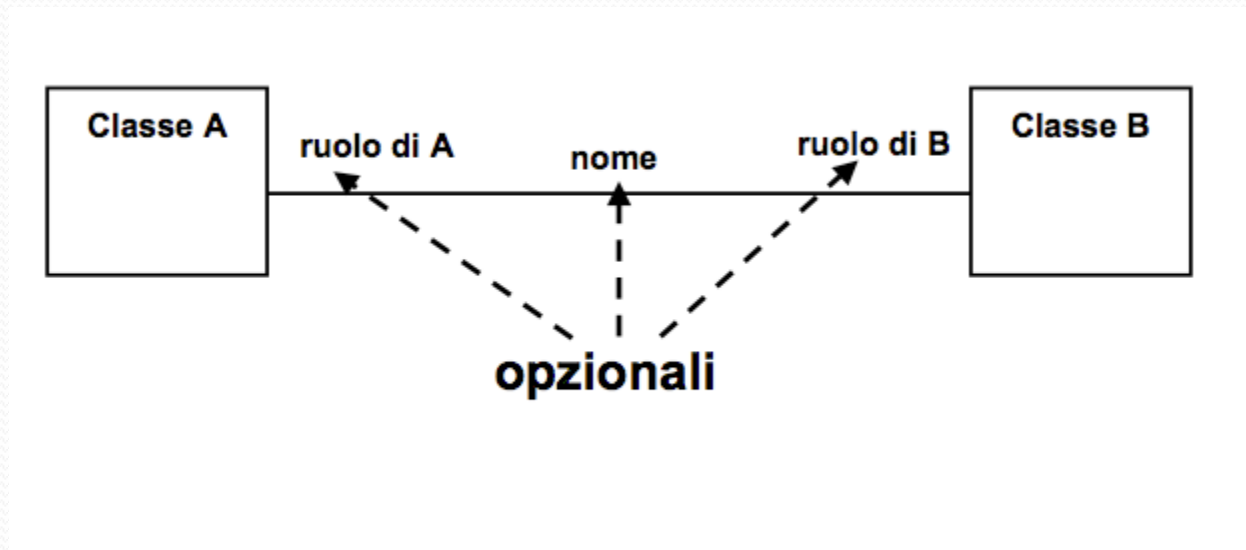 Classe A
ruolo di A
nome
ruolo di B
Classe B
opzionali